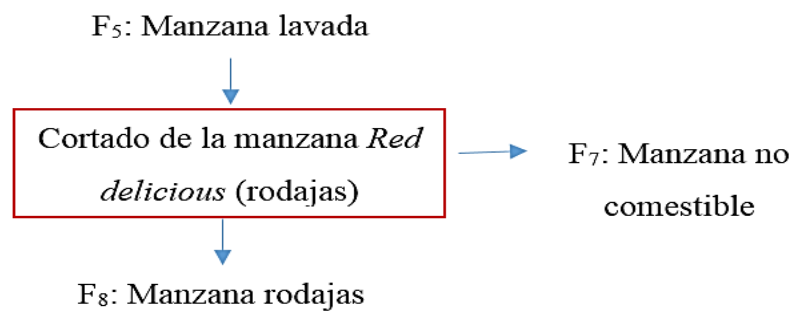 F₅: Manzana lavada
Cortado de la manzana Red
delicious (rodajas)
F₇: Manzana no
comestible
F₈: Manzana rodajas